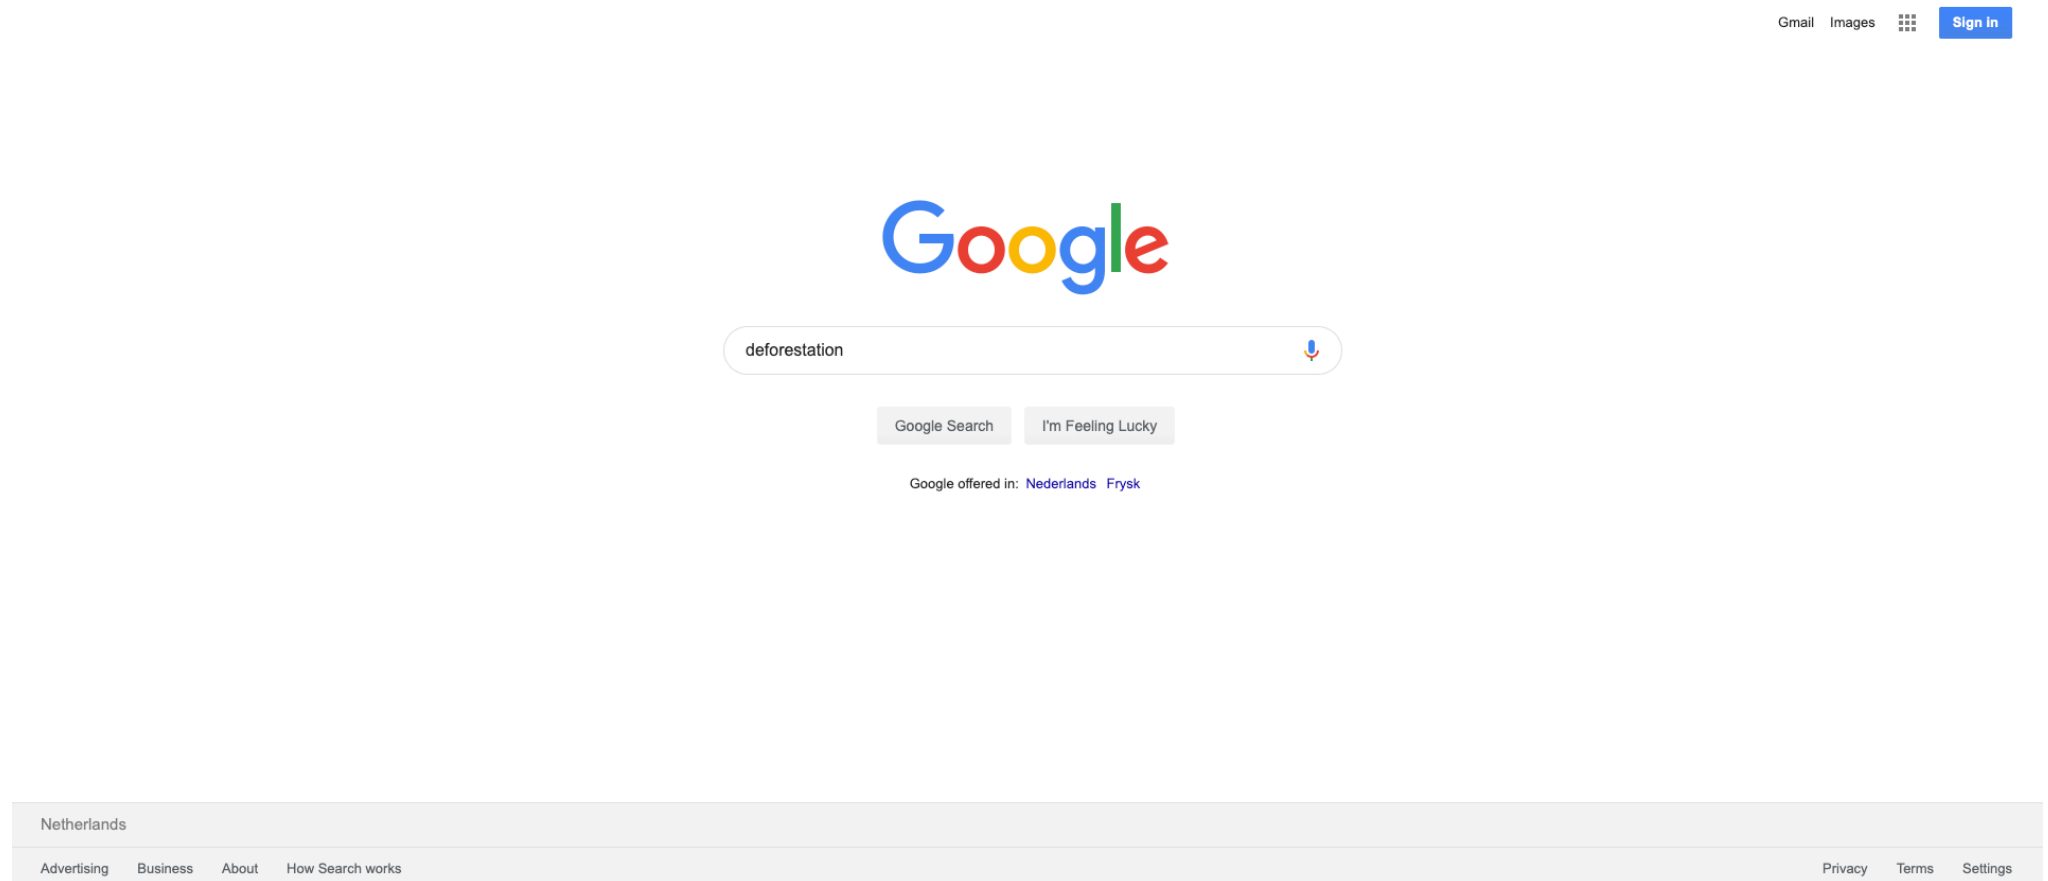 Gmail Images Sign in
Google
deforestation
Google Search I'm Feeling Lucky
Google offered in: Nederlands Frysk
Netherlands
Advertising Business About How Search works Privacy Terms Settings